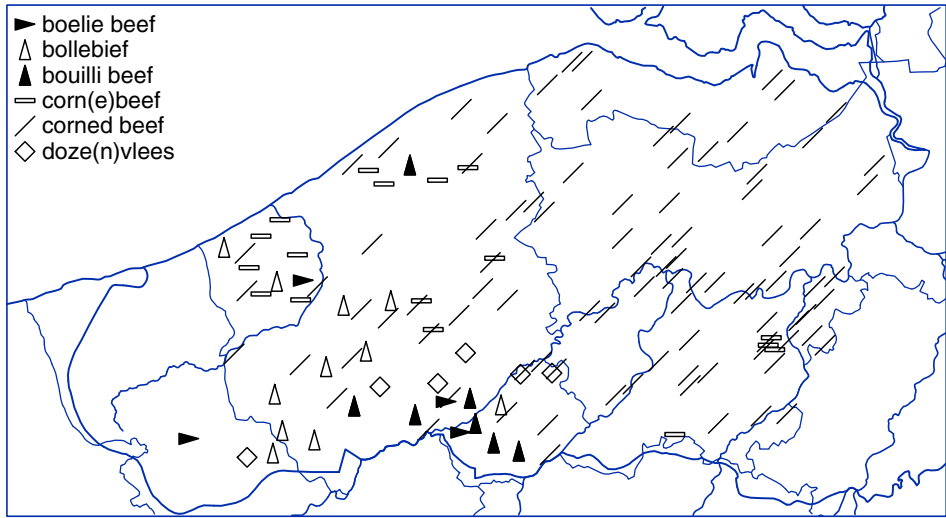 boelie beef
bollebief
bouilli beef
corn(e)beef
corned beef
doze(n)vlees